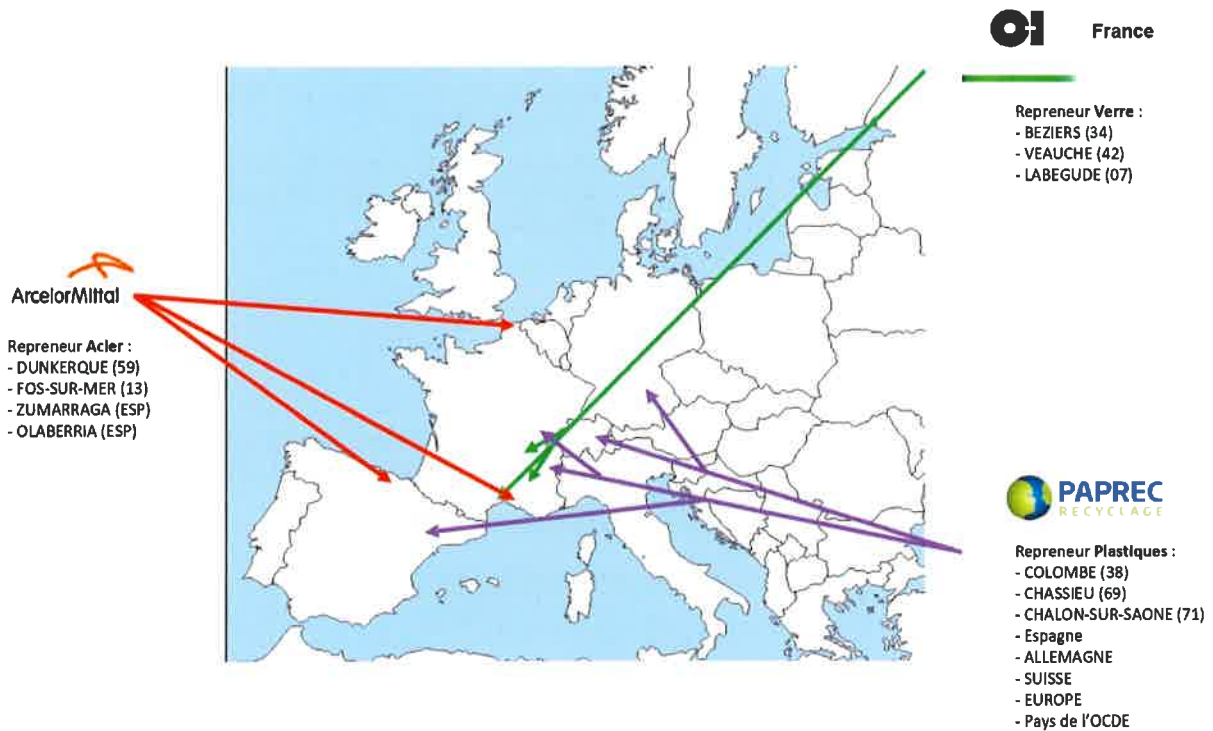 OI France
Repreneur Verre :
- BEZIERS (34)
- VEAUCHE (42)
- LABEGUDE (07)
ArcelorMittal
Repreneur Acier :
- DUNKERQUE (59)
- FOS-SUR-MER (13)
- ZUMARRAGA (ESP)
- OLABERRIA (ESP)
PAPREC
RECYCLAGE
Repreneur Plastiques :
- COLOMBE (38)
- CHASSIEU (69)
- CHALON-SUR-SAONE (71)
- Espagne
- ALLEMAGNE
- SUISSE
- EUROPE
- Pays de l'OCDE